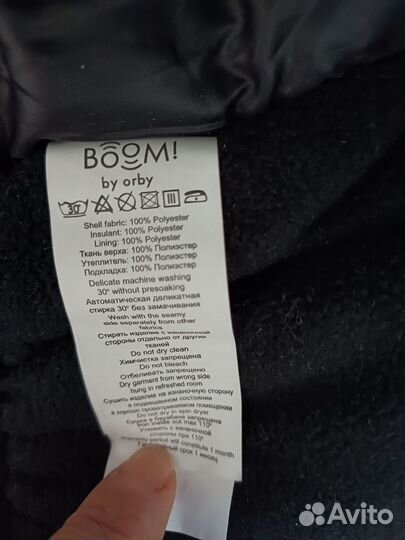 BOOM!
by orby
30°
Shell fabric: 100% Polyester
Insulant: 100% Polyester
Lining: 100% Polyester
Ткань верха: 100% Полиэстер
Утеплитель: 100% Полиэстер
Подкладка: 100% Полиэстер
Delicate machine washing
30° without presoaking
Автоматическая деликатная
стирка 30° без замачивания
Wash with the seamy
side separately from other
fabrics
Стирать изделие с изнаночной
стороны отдельно от других
тканей
Do not dry clean
Химчистка запрещена
Do not bleach
Отбеливать запрещено
Dry garment from wrong side
hung in refreshed room
Сушить изделие на изнаночную сторону
в подвешенном состоянии
в хорошо проветриваемом помещении
Do not dry in spin dryer
Сушка в барабане запрещена
Iron inside out max 110°
Утюжить с изнаночной
стороны при 110°
Warranty period will constitute 1 month
срок 1 месяц
Avito